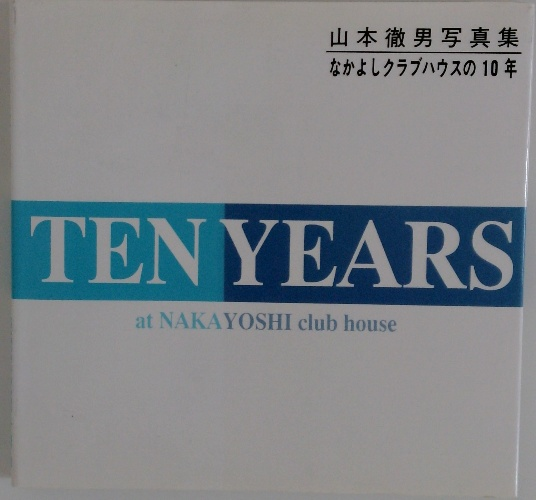 山本徹男写真集
なかよしクラブハウスの10年
TEN YEARS
at NAKAYOSHI club house